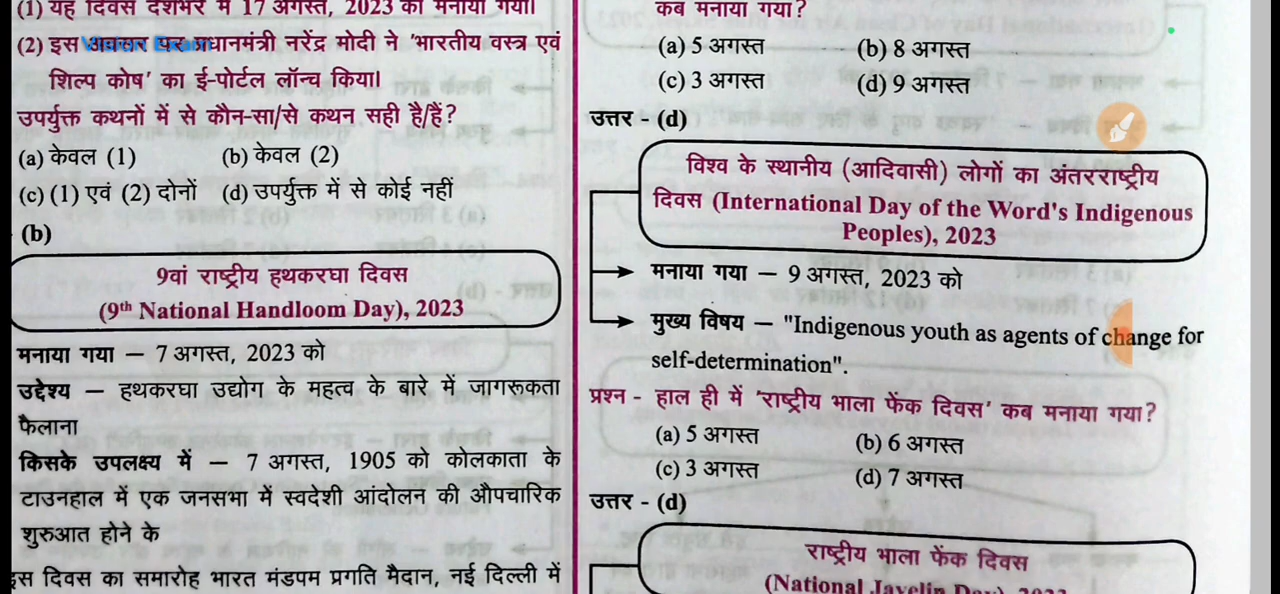 (1) यह दिवस देशभर में 17 अगस्त, 2023 को मनाया गया।
(2) इस अवसर पर प्रधानमंत्री नरेंद्र मोदी ने 'भारतीय वस्त्र एवं
शिल्प कोष' का ई-पोर्टल लॉन्च किया।
उपर्युक्त कथनों में से कौन-सा/से कथन सही है/हैं?
(a) केवल (1) (b) केवल (2)
(c) (1) एवं (2) दोनों (d) उपर्युक्त में से कोई नहीं
(b)
9वां राष्ट्रीय हथकरघा दिवस
(9th National Handloom Day), 2023
मनाया गया — 7 अगस्त, 2023 को
उद्देश्य — हथकरघा उद्योग के महत्व के बारे में जागरूकता
फैलाना
किसके उपलक्ष्य में — 7 अगस्त, 1905 को कोलकाता के
टाउनहाल में एक जनसभा में स्वदेशी आंदोलन की औपचारिक
शुरुआत होने के
इस दिवस का समारोह भारत मंडपम प्रगति मैदान, नई दिल्ली में
कब मनाया गया?
(a) 5 अगस्त (b) 8 अगस्त
(c) 3 अगस्त (d) 9 अगस्त
उत्तर - (d)
विश्व के स्थानीय (आदिवासी) लोगों का अंतरराष्ट्रीय
दिवस (International Day of the Word's Indigenous
Peoples), 2023
मनाया गया — 9 अगस्त, 2023 को
मुख्य विषय — "Indigenous youth as agents of change for
self-determination".
प्रश्न - हाल ही में 'राष्ट्रीय भाला फेंक दिवस' कब मनाया गया?
(a) 5 अगस्त (b) 6 अगस्त
(c) 3 अगस्त (d) 7 अगस्त
उत्तर - (d)
राष्ट्रीय भाला फेंक दिवस
(National Javelin Day), 2023